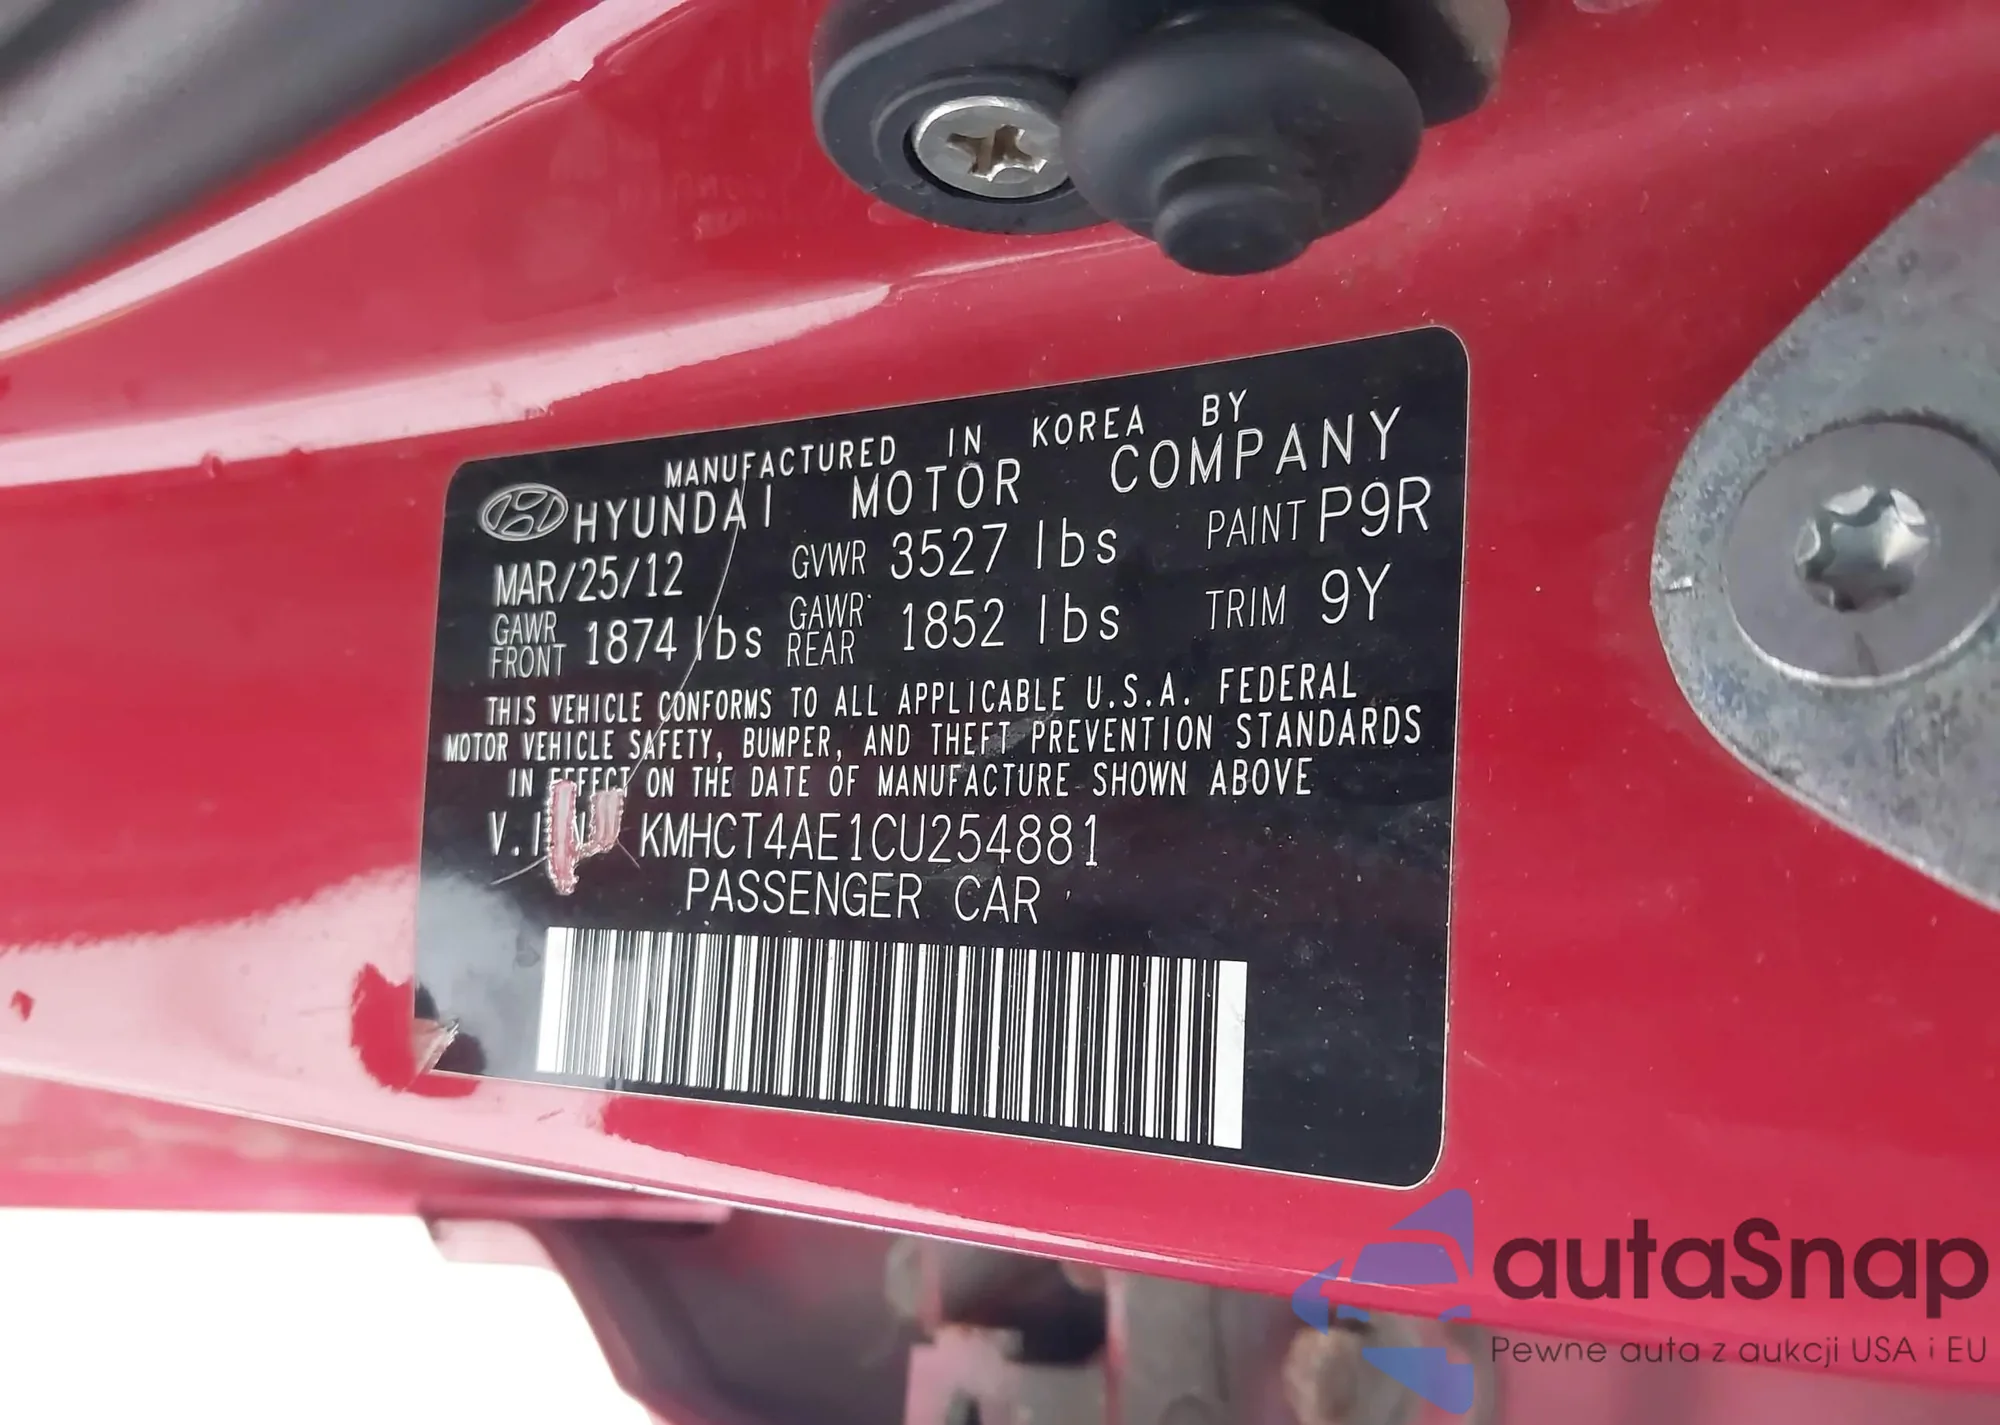 MANUFACTURED IN KOREA BY
HYUNDAI MOTOR COMPANY
MAR/25/12 GVWR 3527 lbs PAINT P9R
GAWR FRONT 1874 lbs GAWR REAR 1852 lbs TRIM 9Y
THIS VEHICLE CONFORMS TO ALL APPLICABLE U.S.A. FEDERAL
MOTOR VEHICLE SAFETY, BUMPER, AND THEFT PREVENTION STANDARDS
IN EFFECT ON THE DATE OF MANUFACTURE SHOWN ABOVE
V.I.N KMHCT4AE1CU254881
PASSENGER CAR
autaSnap
Pewne auta z aukcji USA i EU